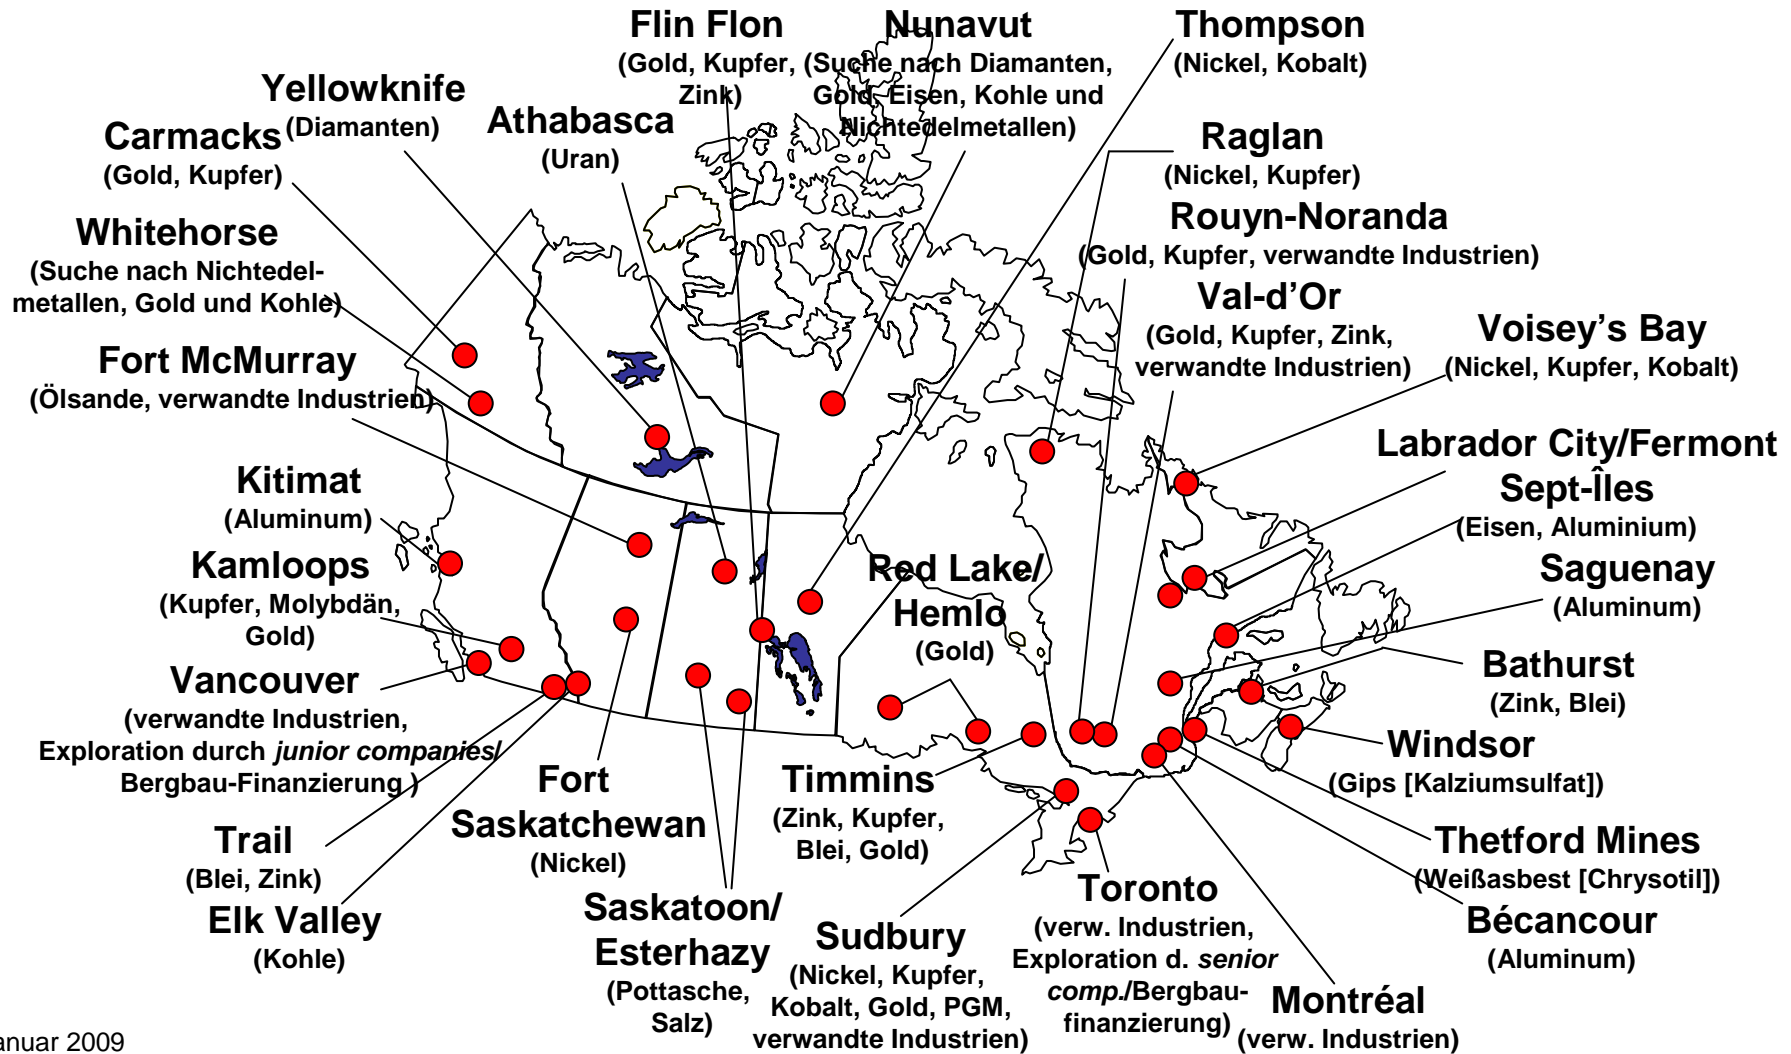 Flin Flon
(Gold, Kupfer,
Zink)
Nunavut
(Suche nach Diamanten,
Gold, Eisen, Kohle und
Nichtedelmetallen)
Thompson
(Nickel, Kobalt)
Yellowknife
(Diamanten)
Athabasca
(Uran)
Carmacks
(Gold, Kupfer)
Raglan
(Nickel, Kupfer)
Whitehorse
(Suche nach Nichtedel-
metallen, Gold und Kohle)
Rouyn-Noranda
(Gold, Kupfer, verwandte Industrien)
Val-d’Or
(Gold, Kupfer, Zink,
verwandte Industrien)
Voisey’s Bay
(Nickel, Kupfer, Kobalt)
Fort McMurray
(Ölsande, verwandte Industrien)
Labrador City/Fermont
Sept-Îles
(Eisen, Aluminium)
Kitimat
(Aluminum)
Kamloops
(Kupfer, Molybdän,
Gold)
Red Lake/
Hemlo
(Gold)
Saguenay
(Aluminum)
Vancouver
(verwandte Industrien,
Exploration durch junior companies/
Bergbau-Finanzierung )
Bathurst
(Zink, Blei)
Windsor
(Gips [Kalziumsulfat])
Trail
(Blei, Zink)
Fort
Saskatchewan
(Nickel)
Timmins
(Zink, Kupfer,
Blei, Gold)
Thetford Mines
(Weißasbest [Chrysotil])
Elk Valley
(Kohle)
Saskatoon/
Esterhazy
(Pottasche,
Salz)
Sudbury
(Nickel, Kupfer,
Kobalt, Gold, PGM,
verwandte Industrien)
Toronto
(verw. Industrien,
Exploration d. senior
comp./Bergbau-
finanzierung)
Bécancour
(Aluminum)
Montréal
(verw. Industrien)
anuar 2009